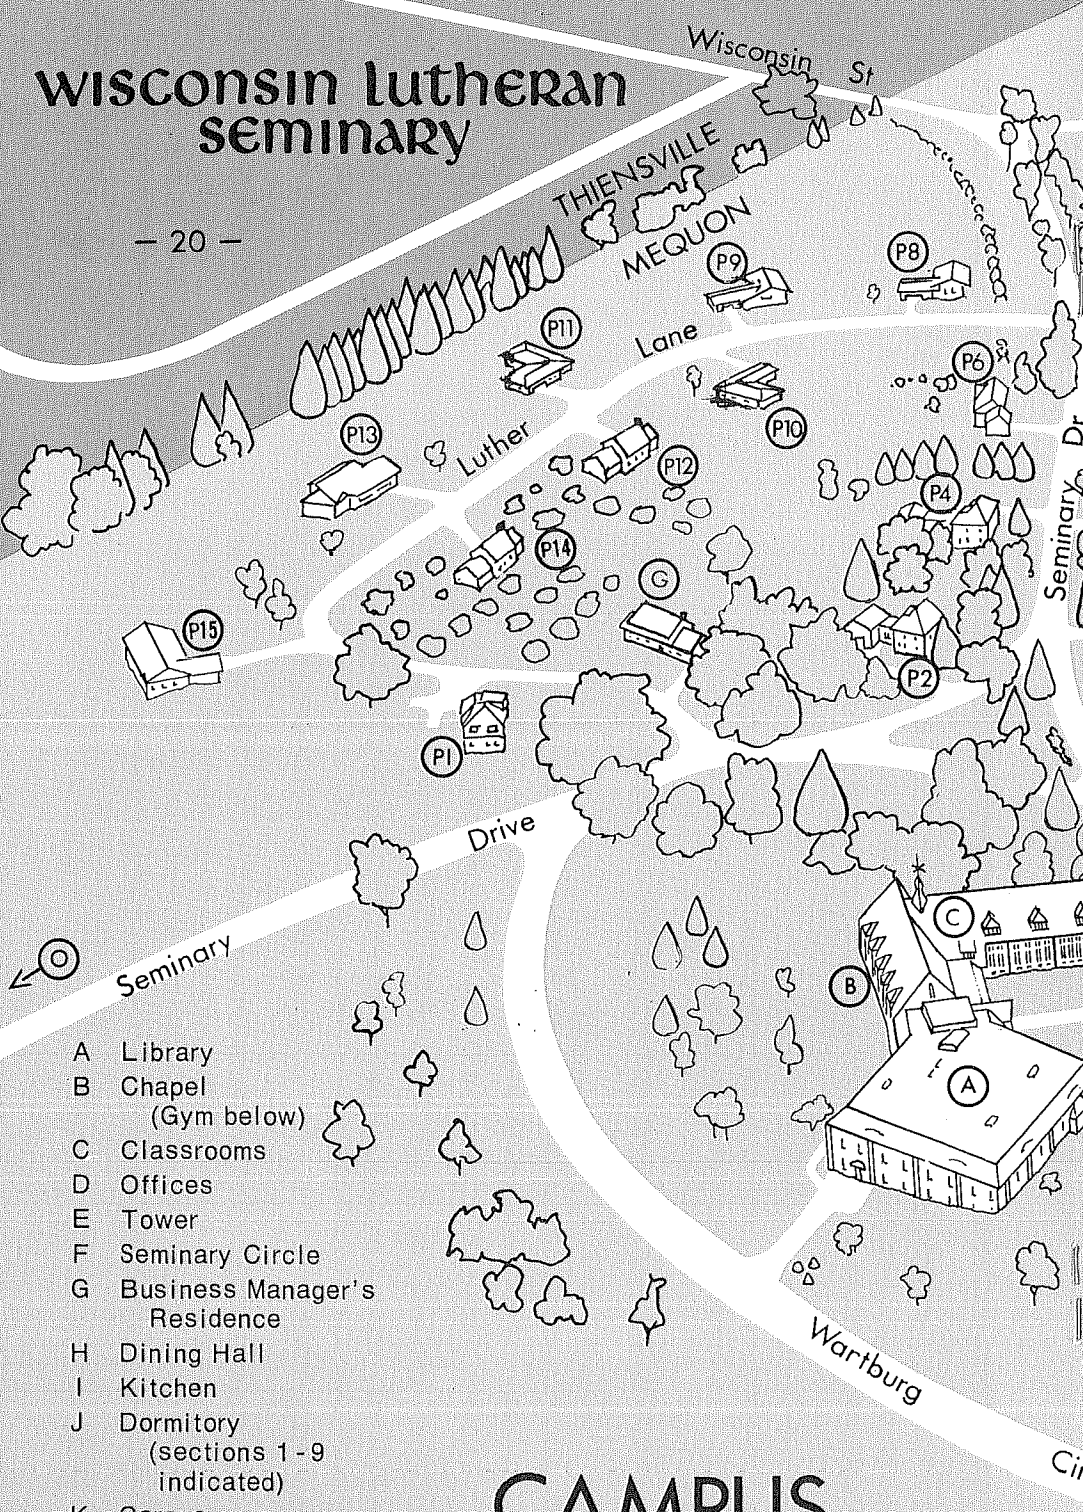 WISCONSIN LUTHERAN
SEMINARY
— 20 —
Wisconsin St
THIENSVILLE
MEQUON
P9
P8
P11
Lane
P6
P10
P13
Luther
P12
P4
Dr
Seminary
P14
G
P15
P2
P1
Drive
C
B
O
Seminary
A
A Library
B Chapel
(Gym below)
C Classrooms
D Offices
E Tower
F Seminary Circle
G Business Manager's
Residence
H Dining Hall
I Kitchen
J Dormitory
(sections 1-9
indicated)
Wartburg
CAMPUS